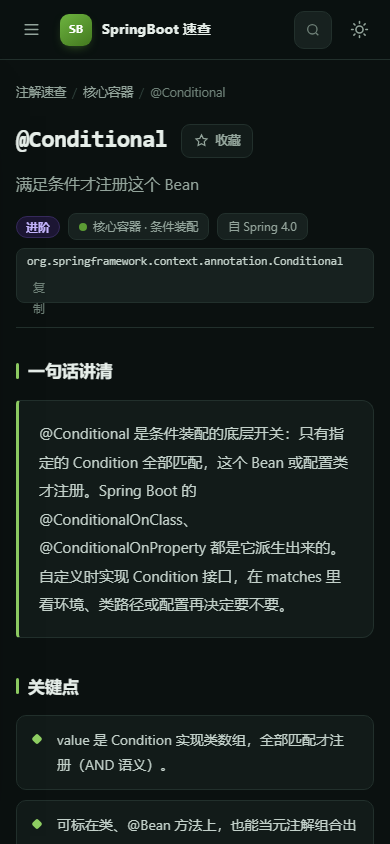 SB SpringBoot 速查
注解速查 / 核心容器 / @Conditional
@Conditional 收藏
满足条件才注册这个 Bean
进阶 核心容器 · 条件装配 自 Spring 4.0
org.springframework.context.annotation.Conditional
复
制
一句话讲清
@Conditional 是条件装配的底层开关：只有指
定的 Condition 全部匹配，这个 Bean 或配置类
才注册。Spring Boot 的
@ConditionalOnClass、
@ConditionalOnProperty 都是它派生出来的。
自定义时实现 Condition 接口，在 matches 里
看环境、类路径或配置再决定要不要。
关键点
value 是 Condition 实现类数组，全部匹配才注
册（AND 语义）。
可标在类、@Bean 方法上，也能当元注解组合出